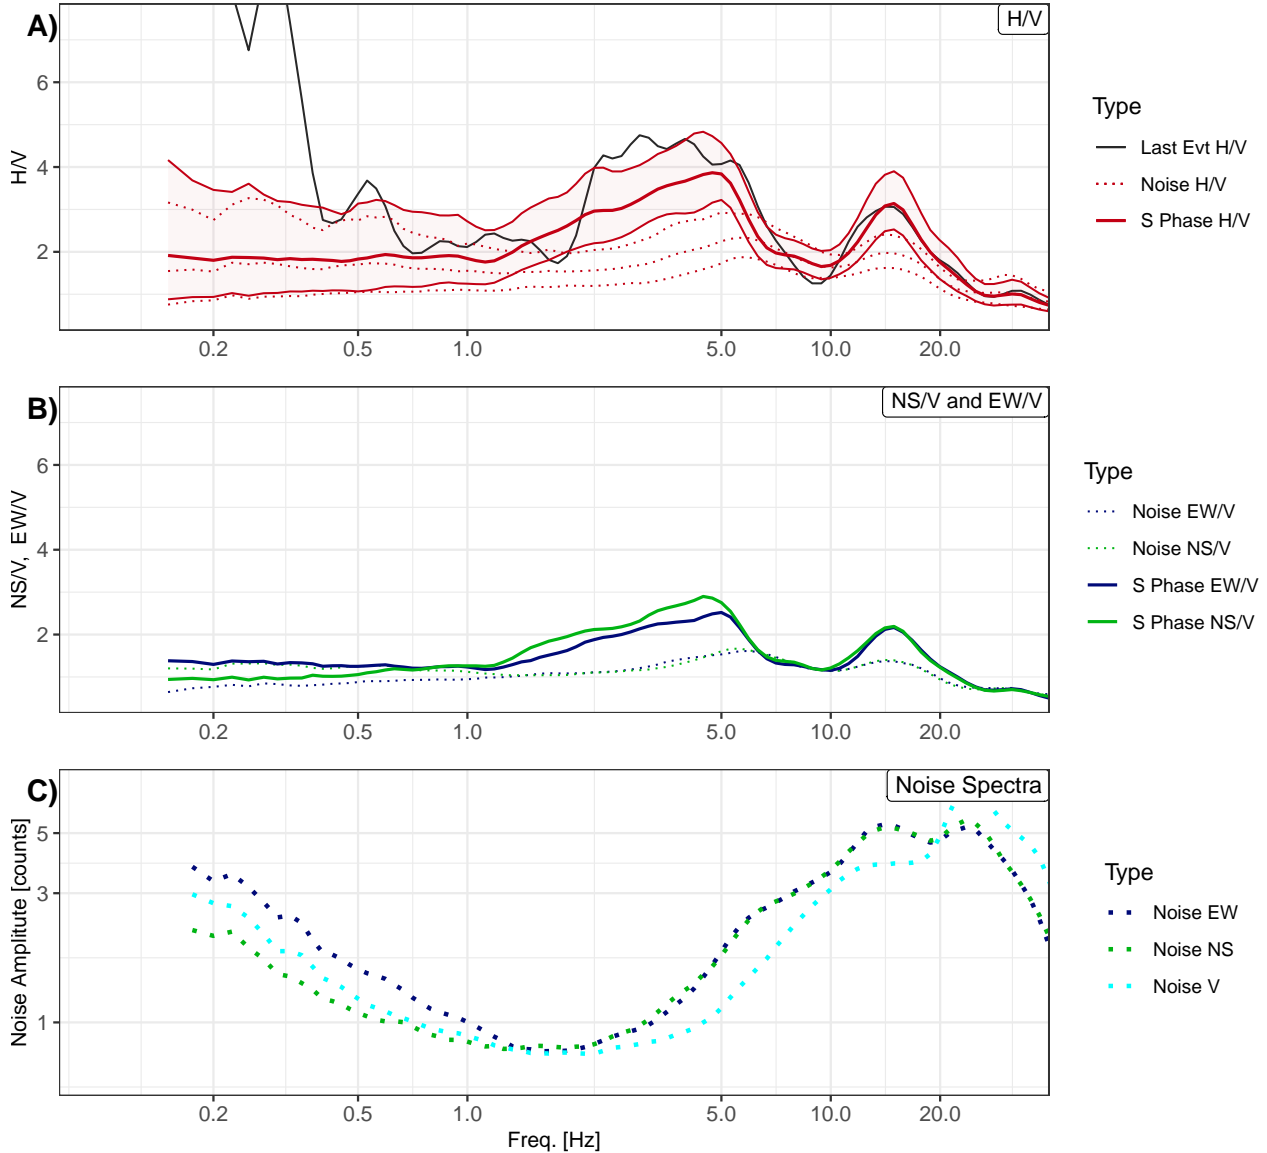 A)
H/V
H/V
6
4
2
0.2 0.5 1.0 5.0 10.0 20.0
Type
Last Evt H/V
Noise H/V
S Phase H/V
B)
NS/V and EW/V
NS/V, EW/V
6
4
2
0.2 0.5 1.0 5.0 10.0 20.0
Type
Noise EW/V
Noise NS/V
S Phase EW/V
S Phase NS/V
C)
Noise Spectra
Noise Amplitude [counts]
5
3
1
0.2 0.5 1.0 5.0 10.0 20.0
Freq. [Hz]
Type
Noise EW
Noise NS
Noise V